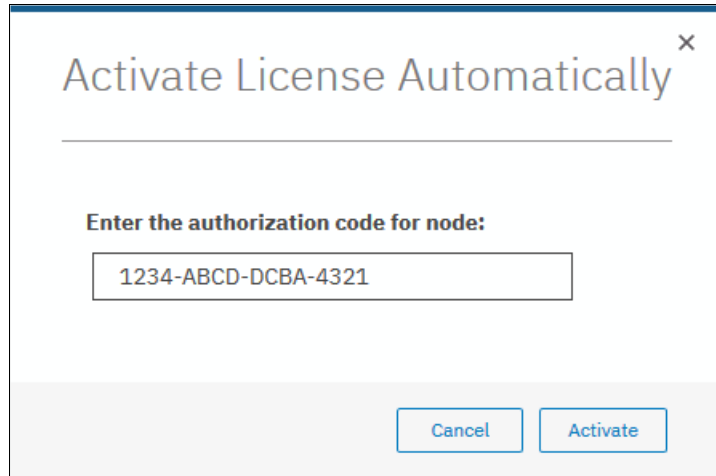 Activate License Automatically
Enter the authorization code for node:
1234-ABCD-DCBA-4321
Cancel Activate